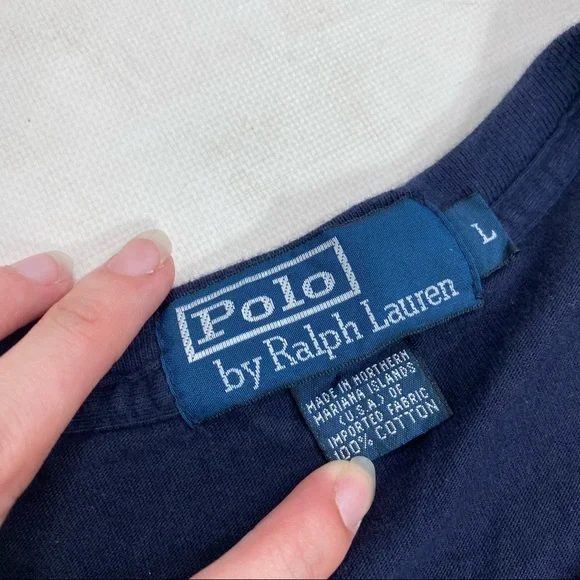 Polo
by Ralph Lauren
L
MADE IN NORTHERN
MARIANA ISLANDS
(U.S.A.) OF
IMPORTED FABRIC
100% COTTON